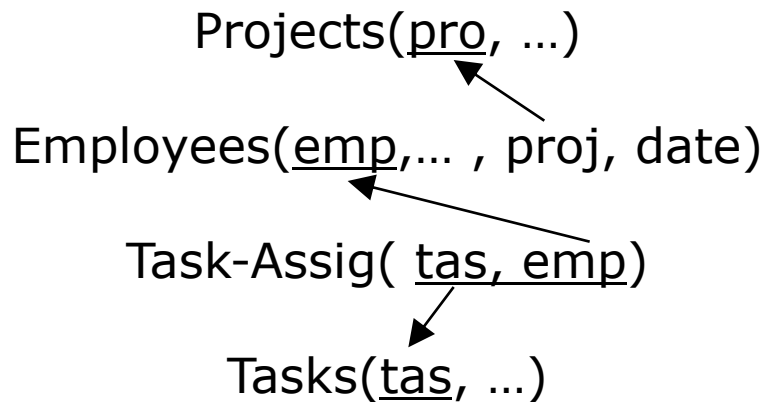 Projects(pro, …)
Employees(emp,… , proj, date)
Task-Assig( tas, emp)
Tasks(tas, …)